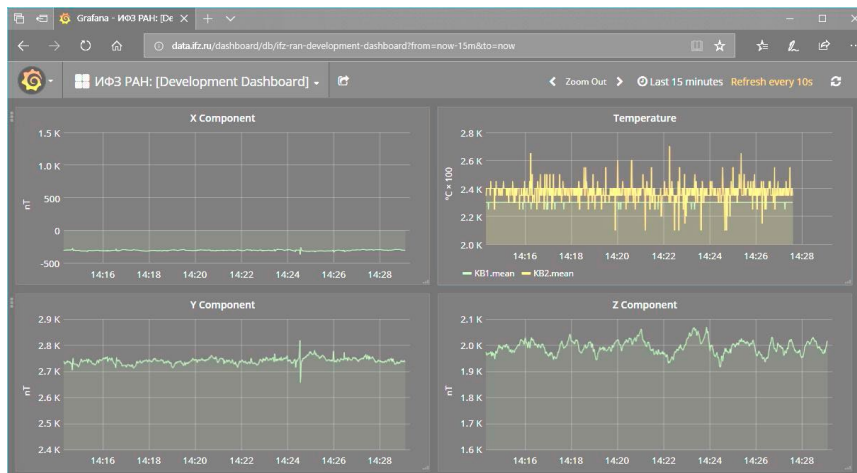 Grafana - ИФЗ РАН: [De
data.ifz.ru/dashboard/db/ifz-ran-development-dashboard?from=now-15m&to=now
ИФЗ РАН: [Development Dashboard]
Zoom Out
Last 15 minutes
Refresh every 10s
X Component
1.5 K
1.0 K
500
0
-500
nT
14:16 14:18 14:20 14:22 14:24 14:26 14:28
Temperature
2.8 K
2.6 K
2.4 K
2.2 K
2.0 K
°C × 100
14:16 14:18 14:20 14:22 14:24 14:26 14:28
KB1.mean KB2.mean
Y Component
2.9 K
2.8 K
2.7 K
2.6 K
2.5 K
2.4 K
nT
14:16 14:18 14:20 14:22 14:24 14:26 14:28
Z Component
2.1 K
2.0 K
1.9 K
1.8 K
1.7 K
1.6 K
nT
14:16 14:18 14:20 14:22 14:24 14:26 14:28